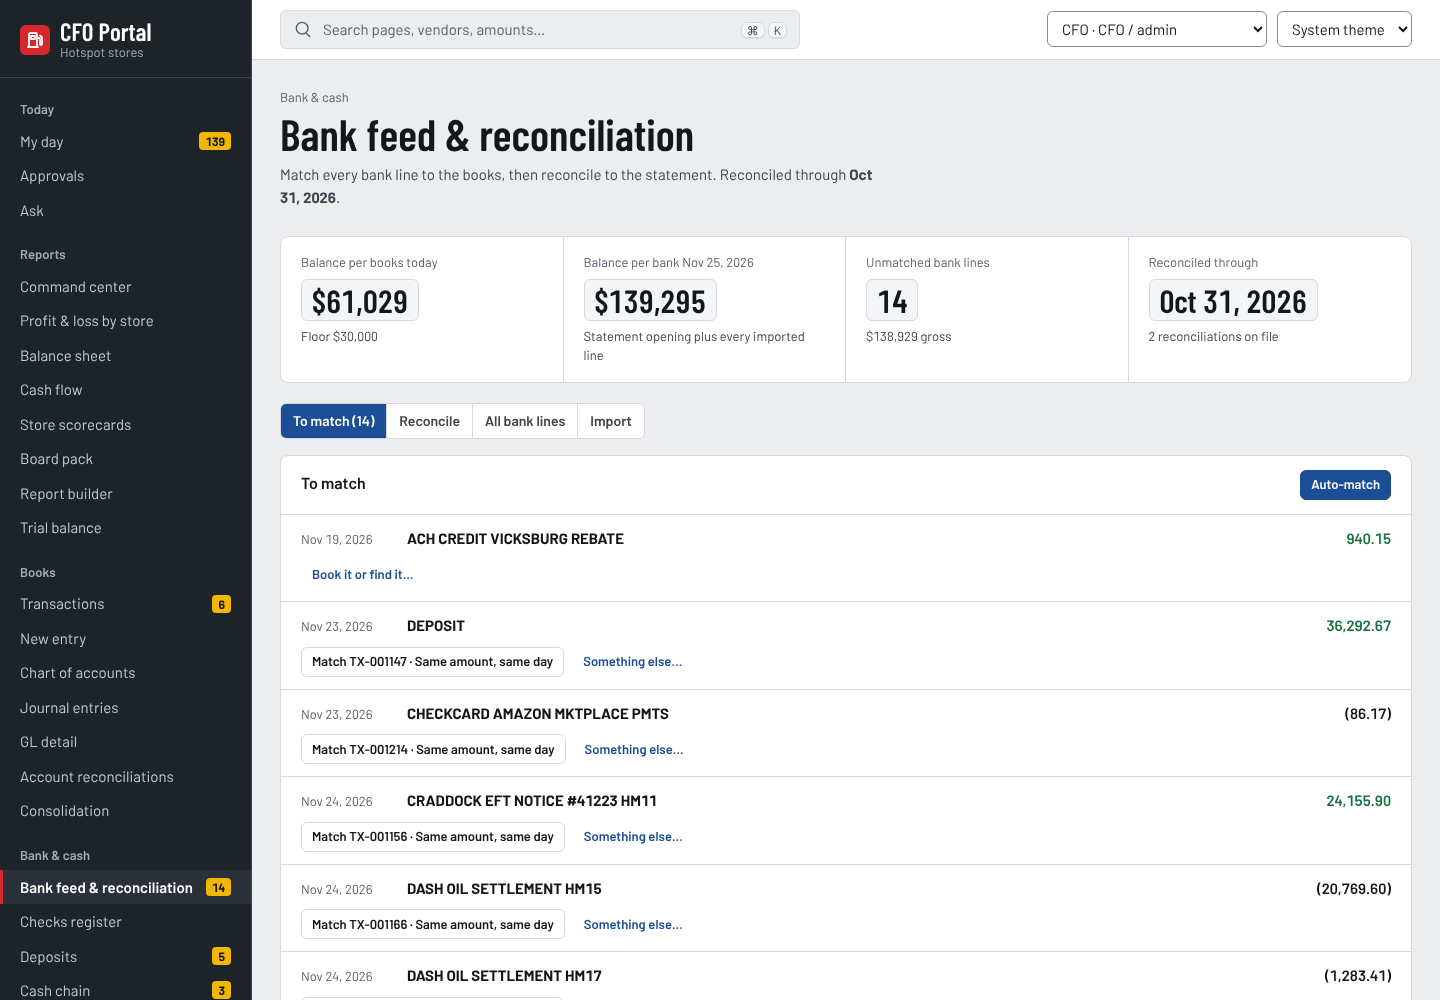 CFO Portal
Hotspot stores
Search pages, vendors, amounts...
⌘ K
CFO · CFO / admin
System theme
Today
My day 139
Approvals
Ask
Reports
Command center
Profit & loss by store
Balance sheet
Cash flow
Store scorecards
Board pack
Report builder
Trial balance
Books
Transactions 6
New entry
Chart of accounts
Journal entries
GL detail
Account reconciliations
Consolidation
Bank & cash
Bank feed & reconciliation 14
Checks register
Deposits 5
Cash chain 3
Bank & cash
Bank feed & reconciliation
Match every bank line to the books, then reconcile to the statement. Reconciled through Oct
31, 2026.
Balance per books today
$61,029
Floor $30,000
Balance per bank Nov 25, 2026
$139,295
Statement opening plus every imported
line
Unmatched bank lines
14
$138,929 gross
Reconciled through
Oct 31, 2026
2 reconciliations on file
To match (14) Reconcile All bank lines Import
To match Auto-match
Nov 19, 2026 ACH CREDIT VICKSBURG REBATE 940.15
Book it or find it...
Nov 23, 2026 DEPOSIT 36,292.67
Match TX-001147 · Same amount, same day Something else...
Nov 23, 2026 CHECKCARD AMAZON MKTPLACE PMTS (86.17)
Match TX-001214 · Same amount, same day Something else...
Nov 24, 2026 CRADDOCK EFT NOTICE #41223 HM11 24,155.90
Match TX-001156 · Same amount, same day Something else...
Nov 24, 2026 DASH OIL SETTLEMENT HM15 (20,769.60)
Match TX-001166 · Same amount, same day Something else...
Nov 24, 2026 DASH OIL SETTLEMENT HM17 (1,283.41)